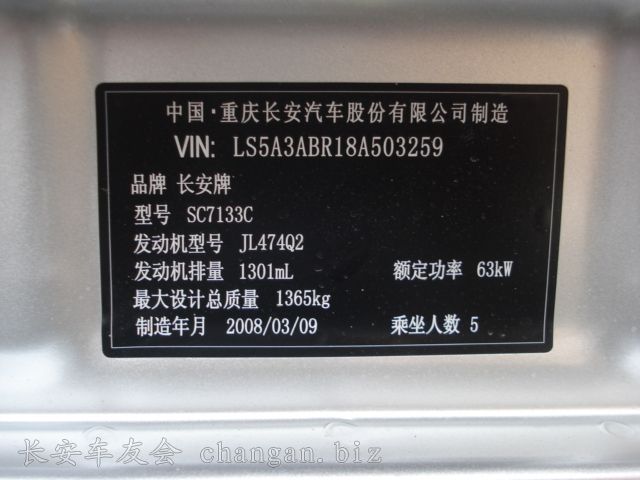 中国·重庆长安汽车股份有限公司制造
VIN: LS5A3ABR18A503259
品牌 长安牌
型号 SC7133C
发动机型号 JL474Q2
发动机排量 1301mL 额定功率 63kW
最大设计总质量 1365kg
制造年月 2008/03/09 乘坐人数 5
长安车友会 changan.biz